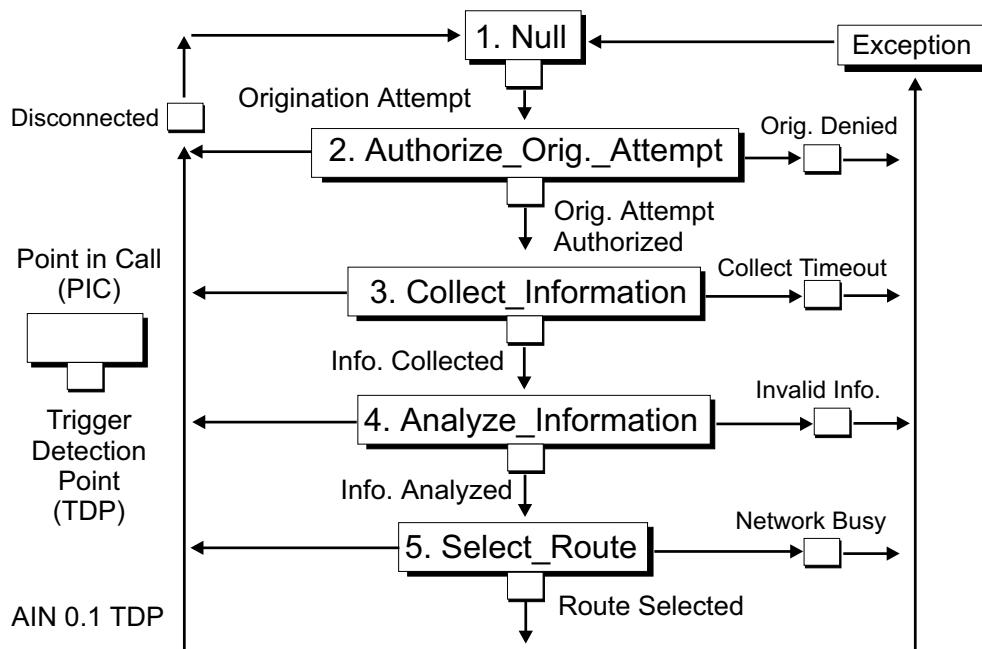 1. Null
Exception
Origination Attempt
Disconnected
Orig. Denied
2. Authorize_Orig._Attempt
Orig. Attempt
Authorized
Point in Call
(PIC)
Collect Timeout
3. Collect_Information
Info. Collected
Invalid Info.
4. Analyze_Information
Trigger
Detection
Point
(TDP)
Info. Analyzed
Network Busy
5. Select_Route
Route Selected
AIN 0.1 TDP